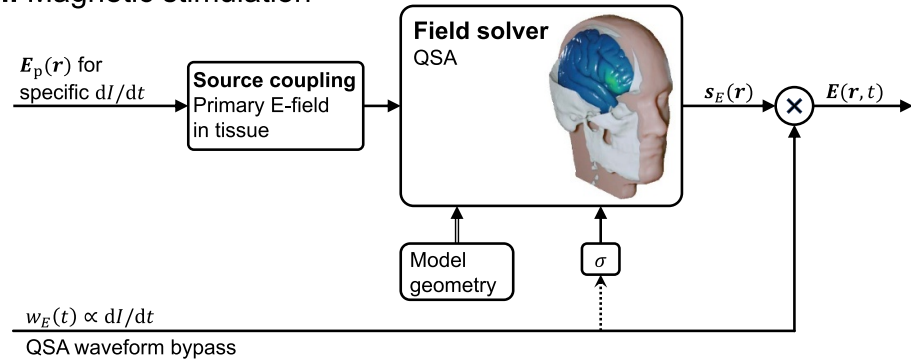 Magnetic stimulation
𝑬ₚ(𝒓) for
specific d𝐼/d𝑡
Source coupling
Primary E-field
in tissue
Field solver
QSA
𝒔_𝐸(𝒓)
×
𝑬(𝒓, 𝑡)
Model
geometry
𝜎
𝑤_𝐸(𝑡) ∝ d𝐼/d𝑡
QSA waveform bypass